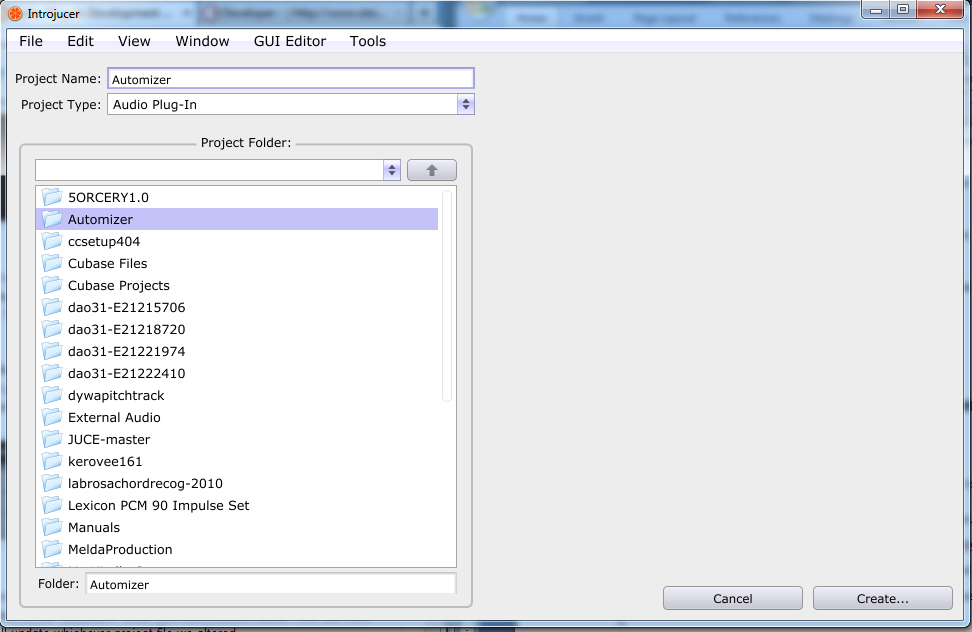 Introjucer
File Edit View Window GUI Editor Tools
Project Name: Automizer
Project Type: Audio Plug-In
Project Folder:
5ORCERY1.0
Automizer
ccsetup404
Cubase Files
Cubase Projects
dao31-E21215706
dao31-E21218720
dao31-E21221974
dao31-E21222410
dywapitchtrack
External Audio
JUCE-master
kerovee161
labrosachordrecog-2010
Lexicon PCM 90 Impulse Set
Manuals
MeldaProduction
Folder: Automizer
Cancel Create...